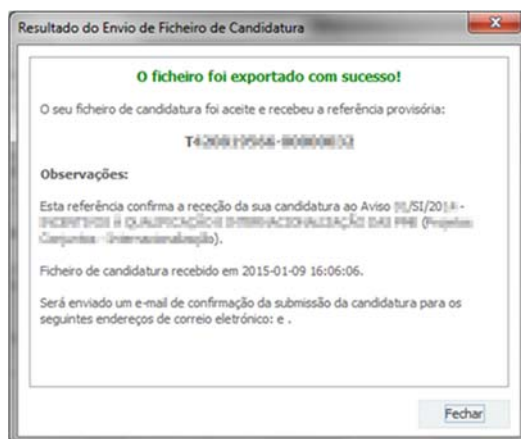 Resultado do Envio de Ficheiro de Candidatura
O ficheiro foi exportado com sucesso!
O seu ficheiro de candidatura foi aceite e recebeu a referência provisória:
Observações:
Esta referência confirma a receção da sua candidatura ao Aviso
Ficheiro de candidatura recebido em 2015-01-09 16:06:06.
Será enviado um e-mail de confirmação da submissão da candidatura para os
seguintes endereços de correio eletrónico: e .
Fechar